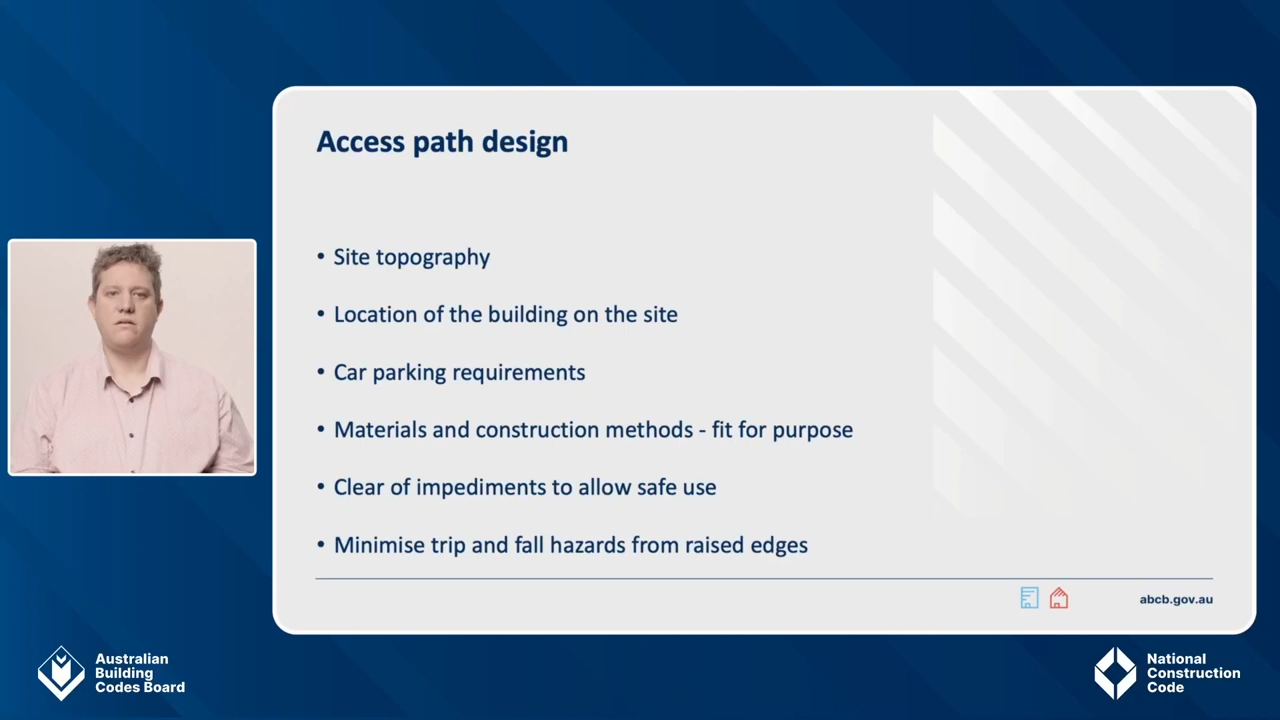 Access path design
• Site topography
• Location of the building on the site
• Car parking requirements
• Materials and construction methods - fit for purpose
• Clear of impediments to allow safe use
• Minimise trip and fall hazards from raised edges
abcb.gov.au
Australian
Building
Codes Board
National
Construction
Code